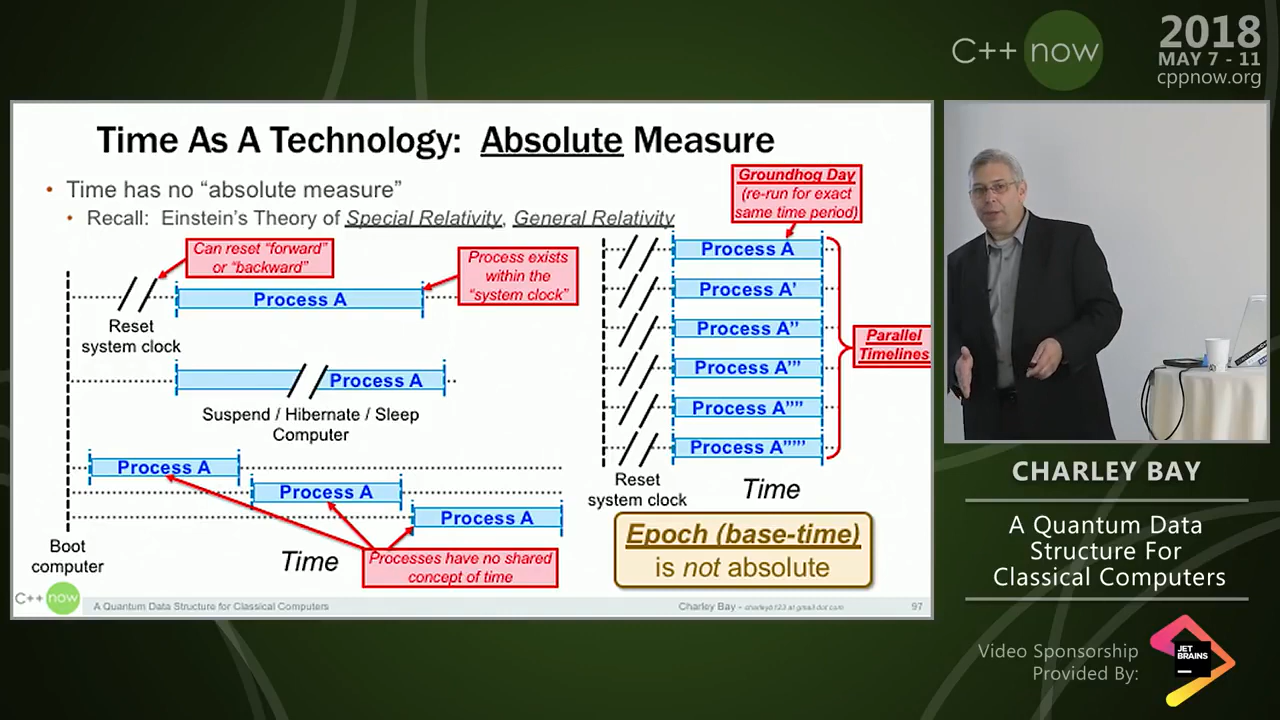 C++ now
2018
MAY 7 - 11
cppnow.org
Time As A Technology: Absolute Measure
• Time has no “absolute measure”
• Recall: Einstein’s Theory of Special Relativity, General Relativity
Groundhog Day
(re-run for exact
same time period)
Can reset “forward”
or “backward”
Process exists
within the
“system clock”
Process A
Reset
system clock
Process A
Suspend / Hibernate / Sleep
Computer
Process A
Process A
Process A
Boot
computer
Time
Processes have no shared
concept of time
Process A
Process A'
Process A''
Process A'''
Process A''''
Process A'''''
Parallel
Timelines
Reset
system clock
Time
Epoch (base-time)
is not absolute
C++ now
A Quantum Data Structure for Classical Computers
Charley Bay - charleyb123 at gmail dot com
97
CHARLEY BAY
A Quantum Data
Structure For
Classical Computers
Video Sponsorship
Provided By:
JET
BRAINS